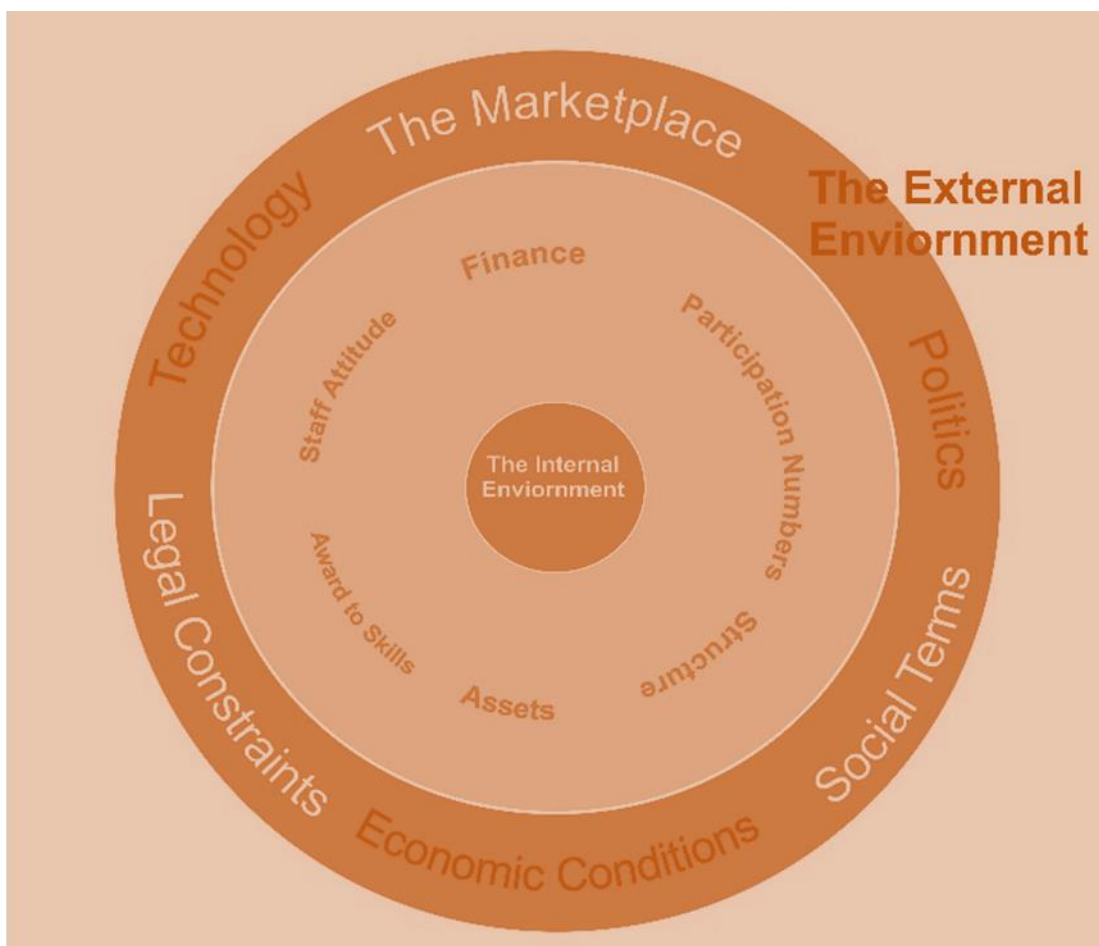 The Marketplace
Technology
The External
Enviornment
Politics
Finance
Staff Attitude
Participation Numbers
The Internal
Enviornment
Legal Constraints
Award to Skills
Assets
Structure
Social Terms
Economic Conditions